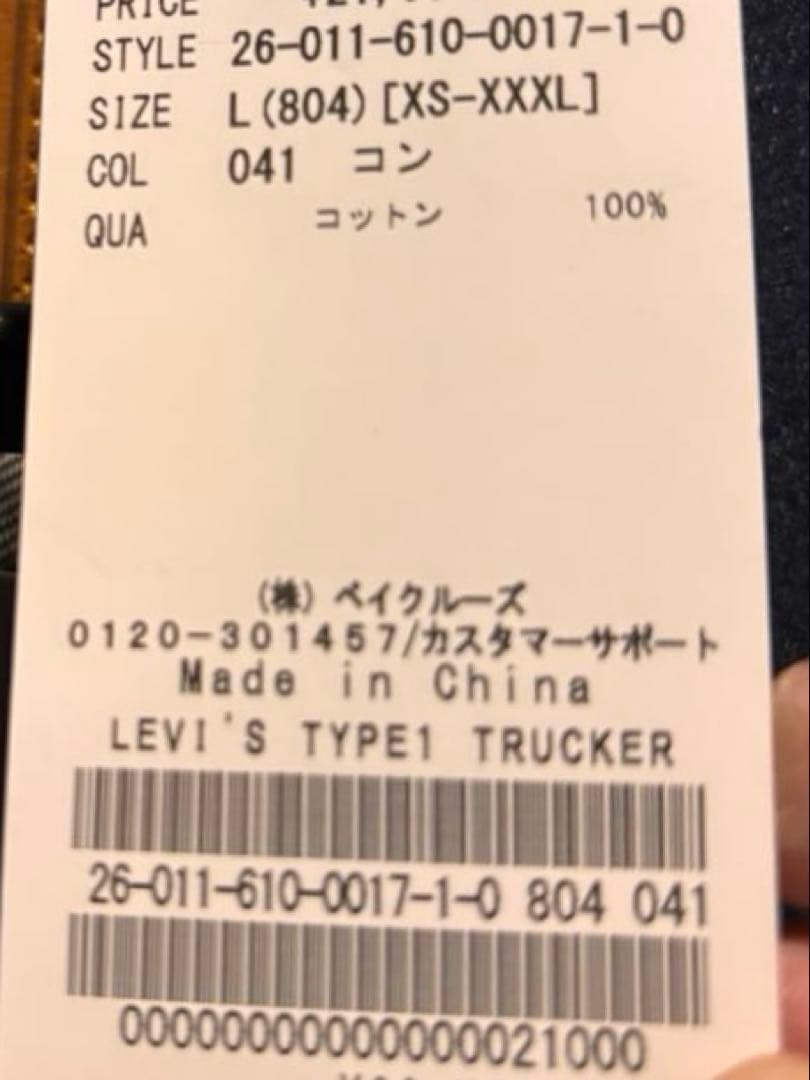 PRICE
STYLE 26-011-610-0017-1-0
SIZE L(804)[XS-XXXL]
COL 041 コン
QUA コットン 100%
(株) ベイクルーズ
0120-301457/カスタマーサポート
Made in China
LEVI'S TYPE1 TRUCKER
26-011-610-0017-1-0 804 041
00000000000000021000